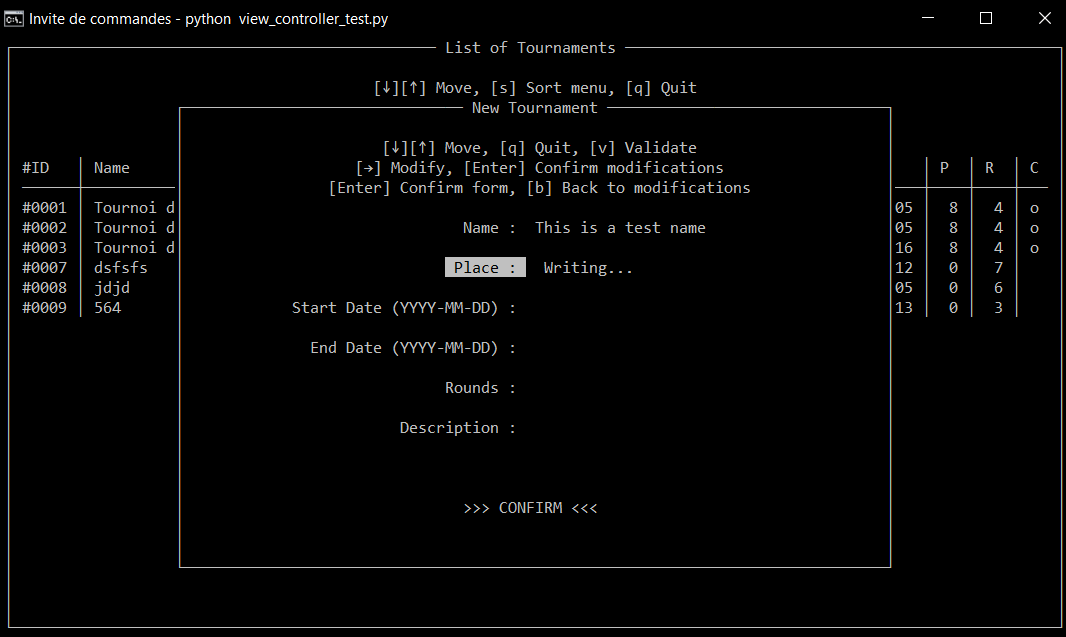 Invite de commandes - python view_controller_test.py
List of Tournaments
[↓][↑] Move, [s] Sort menu, [q] Quit
New Tournament
[↓][↑] Move, [q] Quit, [v] Validate
[→] Modify, [Enter] Confirm modifications
[Enter] Confirm form, [b] Back to modifications
#ID Name P R C
#0001 Tournoi d 05 8 4 o
#0002 Tournoi d 05 8 4 o
#0003 Tournoi d 16 8 4 o
#0007 dsfsfs 12 0 7
#0008 jdjd 05 0 6
#0009 564 13 0 3
Name : This is a test name
Place : Writing...
Start Date (YYYY-MM-DD) :
End Date (YYYY-MM-DD) :
Rounds :
Description :
>>> CONFIRM <<<